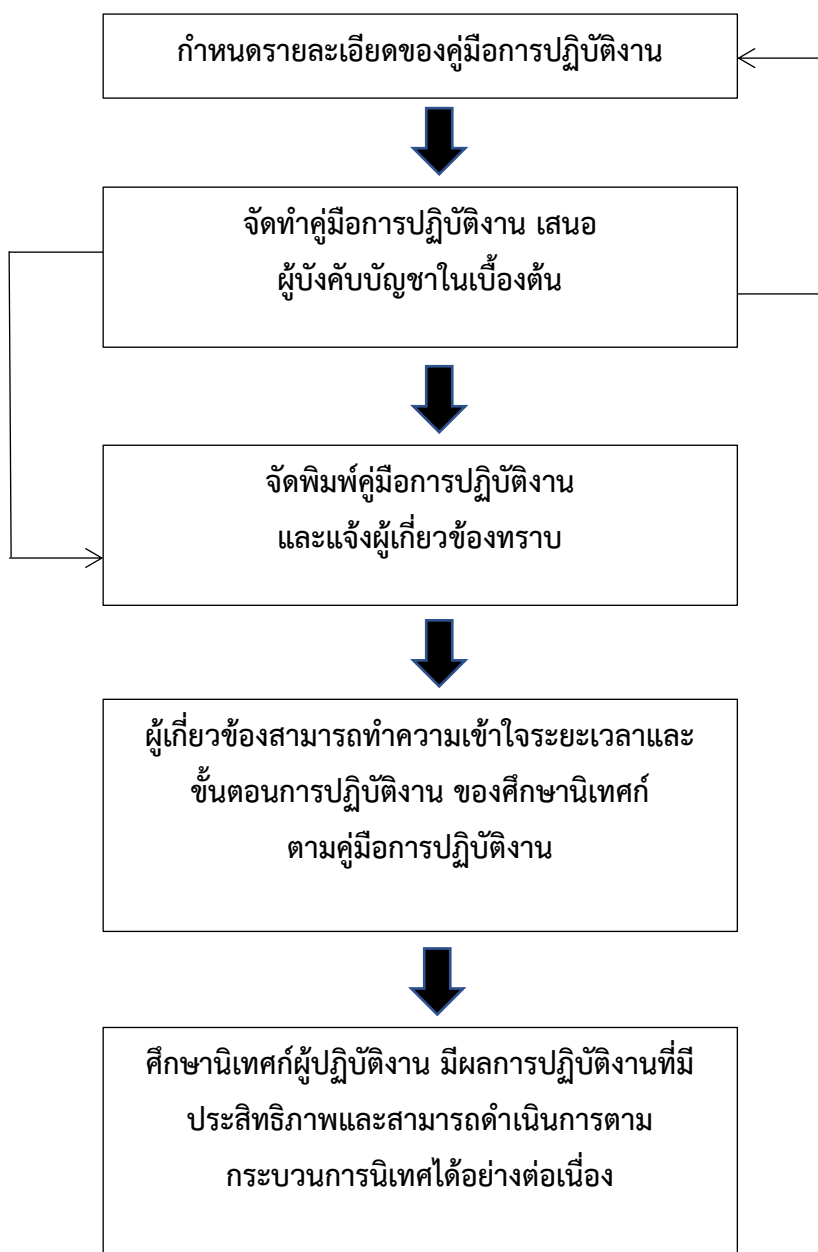 กำหนดรายละเอียดของคู่มือการปฏิบัติงาน
จัดทำคู่มือการปฏิบัติงาน เสนอ
ผู้บังคับบัญชาในเบื้องต้น
จัดพิมพ์คู่มือการปฏิบัติงาน
และแจ้งผู้เกี่ยวข้องทราบ
ผู้เกี่ยวข้องสามารถทำความเข้าใจระยะเวลาและ
ขั้นตอนการปฏิบัติงาน ของศึกษานิเทศก์
ตามคู่มือการปฏิบัติงาน
ศึกษานิเทศก์ผู้ปฏิบัติงาน มีผลการปฏิบัติงานที่มี
ประสิทธิภาพและสามารถดำเนินการตาม
กระบวนการนิเทศได้อย่างต่อเนื่อง